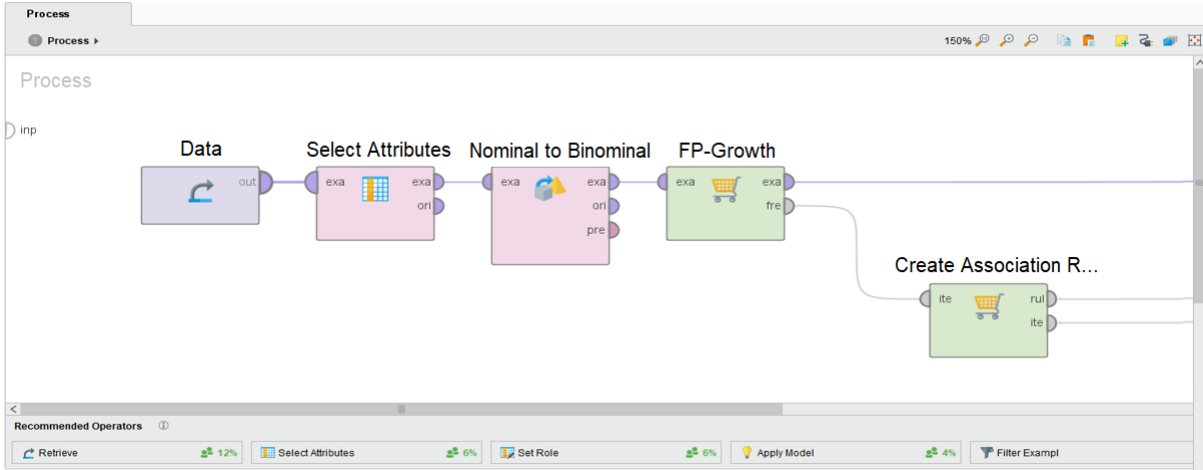 Process
Process
150%
Process
inp
Data
out
Select Attributes
exa
exa
ori
Nominal to Binominal
exa
exa
ori
pre
FP-Growth
exa
exa
fre
Create Association R...
ite
rul
ite
Recommended Operators
Retrieve 12%
Select Attributes 6%
Set Role 6%
Apply Model 4%
Filter Exampl